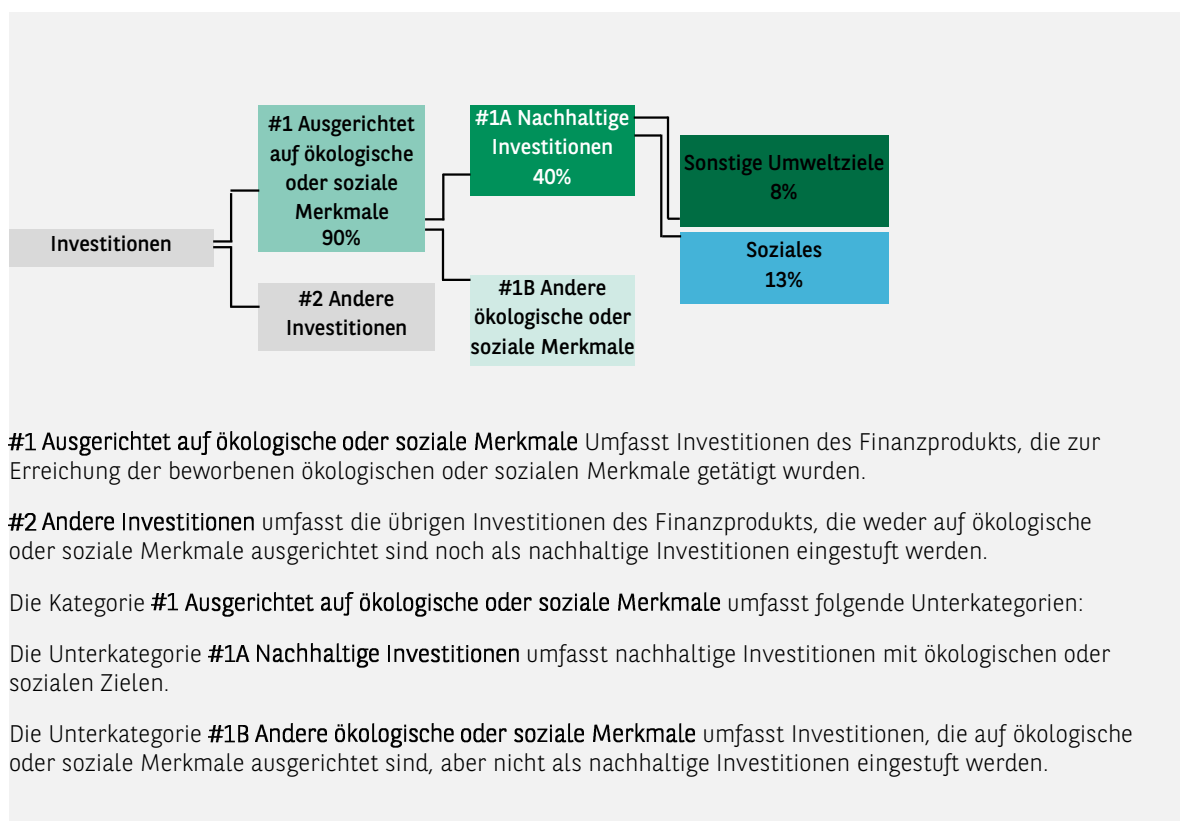 #1 Ausgerichtet
auf ökologische
oder soziale
Merkmale
90%
#1A Nachhaltige
Investitionen
40%
Sonstige Umweltziele
8%
Investitionen
Soziales
13%
#2 Andere
Investitionen
#1B Andere
ökologische oder
soziale Merkmale
#1 Ausgerichtet auf ökologische oder soziale Merkmale Umfasst Investitionen des Finanzprodukts, die zur
Erreichung der beworbenen ökologischen oder sozialen Merkmale getätigt wurden.
#2 Andere Investitionen umfasst die übrigen Investitionen des Finanzprodukts, die weder auf ökologische
oder soziale Merkmale ausgerichtet sind noch als nachhaltige Investitionen eingestuft werden.
Die Kategorie #1 Ausgerichtet auf ökologische oder soziale Merkmale umfasst folgende Unterkategorien:
Die Unterkategorie #1A Nachhaltige Investitionen umfasst nachhaltige Investitionen mit ökologischen oder
sozialen Zielen.
Die Unterkategorie #1B Andere ökologische oder soziale Merkmale umfasst Investitionen, die auf ökologische
oder soziale Merkmale ausgerichtet sind, aber nicht als nachhaltige Investitionen eingestuft werden.